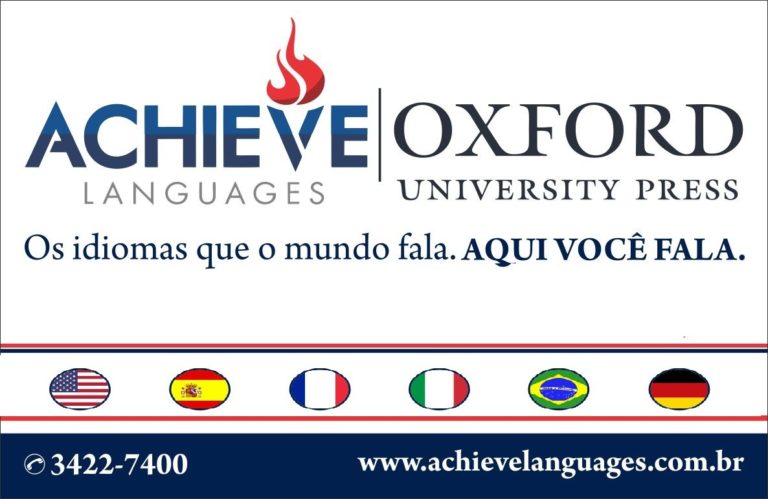 ACHIEVE
LANGUAGES
OXFORD
UNIVERSITY PRESS
Os idiomas que o mundo fala. AQUI VOCÊ FALA.
✆ 3422-7400
www.achievelanguages.com.br